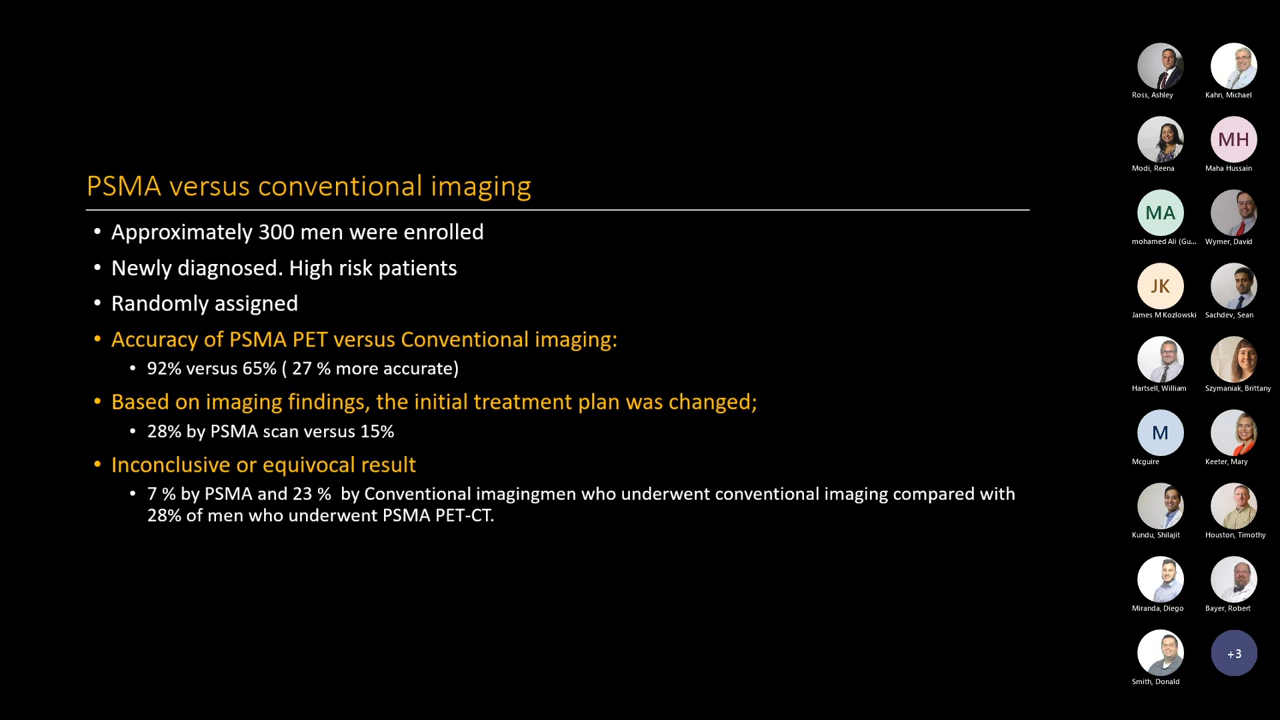 PSMA versus conventional imaging
• Approximately 300 men were enrolled
• Newly diagnosed. High risk patients
• Randomly assigned
• Accuracy of PSMA PET versus Conventional imaging:
• 92% versus 65% ( 27 % more accurate)
• Based on imaging findings, the initial treatment plan was changed;
• 28% by PSMA scan versus 15%
• Inconclusive or equivocal result
• 7 % by PSMA and 23 %  by Conventional imagingmen who underwent conventional imaging compared with
28% of men who underwent PSMA PET-CT.
Ross, Ashley
Kahn, Michael
Modi, Reena
MH
Maha Hussain
MA
mohamed Ali (Gu...
Wymer, David
JK
James M Kozlowski
Sachdev, Sean
Hartsell, William
Szymaniak, Brittany
M
Mcguire
Keeter, Mary
Kundu, Shilajit
Houston, Timothy
Miranda, Diego
Bayer, Robert
Smith, Donald
+3